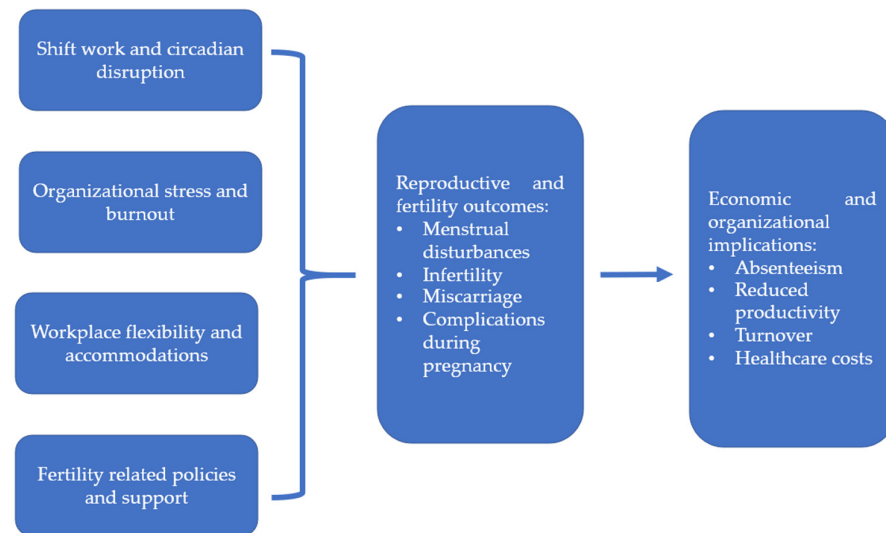 Shift work and circadian
disruption
Organizational stress and
burnout
Workplace flexibility and
accommodations
Fertility related policies
and support
Reproductive and
fertility outcomes:
• Menstrual
disturbances
• Infertility
• Miscarriage
• Complications
during
pregnancy
Economic and
organizational
implications:
• Absenteeism
• Reduced
productivity
• Turnover
• Healthcare costs